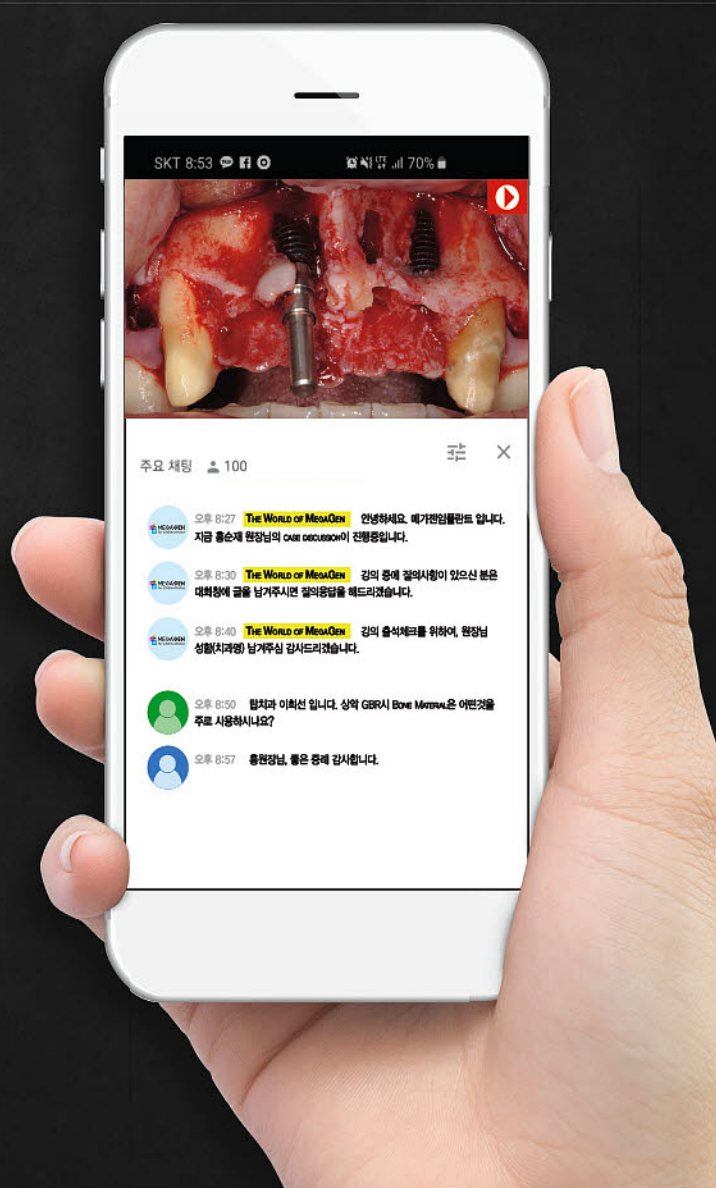 SKT 8:53 LTE 70%
주요 채팅 100
오후 8:27 THE WORLD OF MEGAGEN 안녕하세요, 메가젠임플란트 입니다.
지금 홍순재 원장님의 CASE DISCUSSION이 진행중입니다.
MEGAGEN
오후 8:30 THE WORLD OF MEGAGEN 강의 중에 질의사항이 있으신 분은
대화창에 글을 남겨주시면 질의응답을 해드리겠습니다.
MEGAGEN
오후 8:40 THE WORLD OF MEGAGEN 강의 출석체크를 위하여, 원장님
성함(치과명) 남겨주심 감사드리겠습니다.
MEGAGEN
오후 8:50 탑치과 이희선 입니다. 상악 GBR시 BONE MATERIAL은 어떤것을
주로 사용하시나요?
오후 8:57 홍원장님, 좋은 증례 감사합니다.